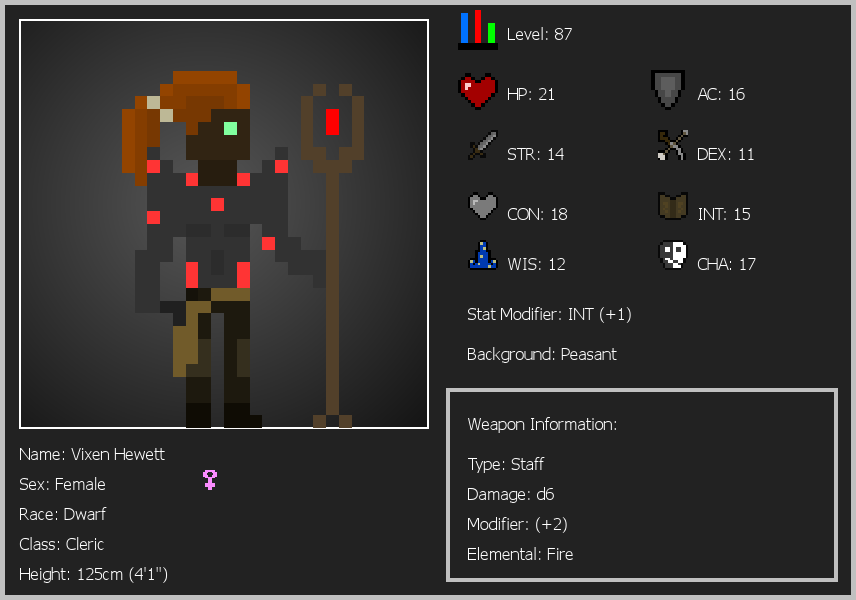 Level: 87
HP: 21
AC: 16
STR: 14
DEX: 11
CON: 18
INT: 15
WIS: 12
CHA: 17
Stat Modifier: INT (+1)
Background: Peasant
Weapon Information:
Type: Staff
Damage: d6
Modifier: (+2)
Elemental: Fire
Name: Vixen Hewett
Sex: Female
Race: Dwarf
Class: Cleric
Height: 125cm (4'1")